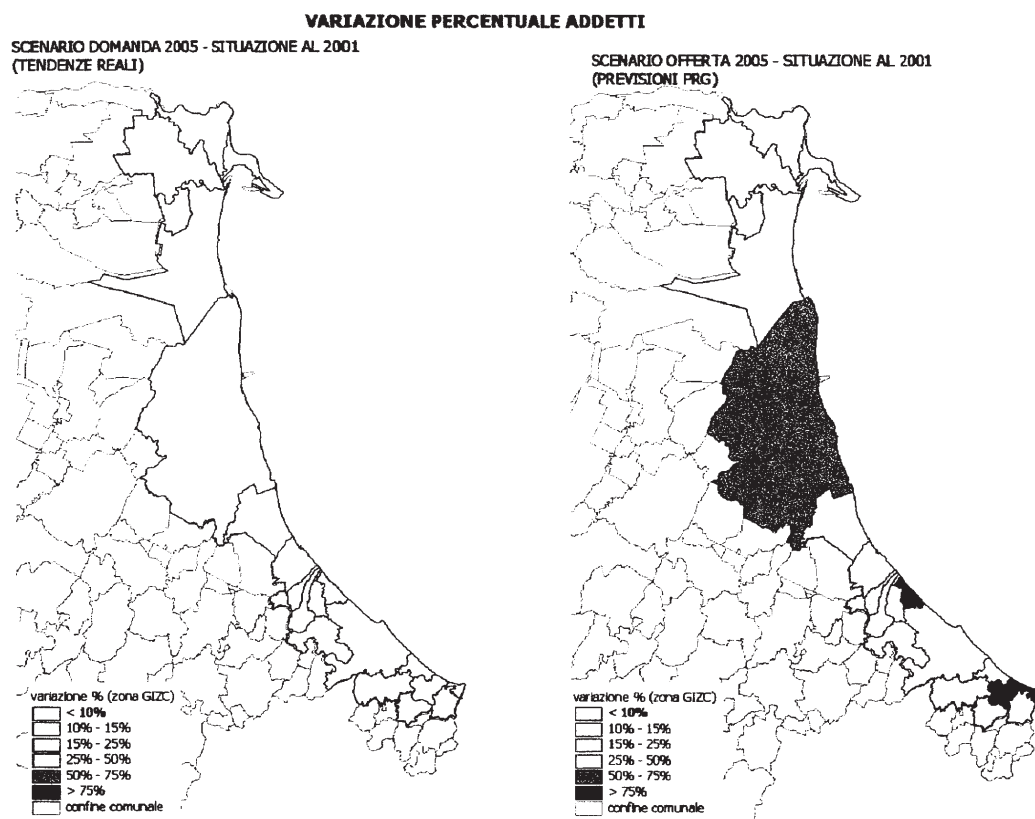 VARIAZIONE PERCENTUALE ADDETTI
SCENARIO DOMANDA 2005 - SITUAZIONE AL 2001
(TENDENZE REALI)
variazione % (zona GIZC)
< 10%
10% - 15%
15% - 25%
25% - 50%
50% - 75%
> 75%
confine comunale
SCENARIO OFFERTA 2005 - SITUAZIONE AL 2001
(PREVISIONI PRG)
variazione % (zona GIZC)
< 10%
10% - 15%
15% - 25%
25% - 50%
50% - 75%
> 75%
confine comunale